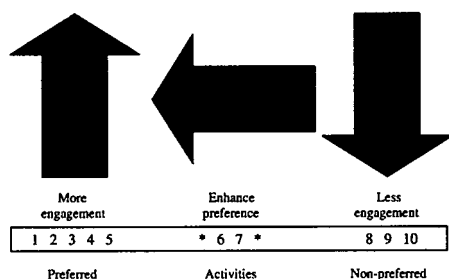 More Enhance Less
engagement preference engagement
1 2 3 4 5 * 6 7 * 8 9 10
Preferred Activities Non-preferred